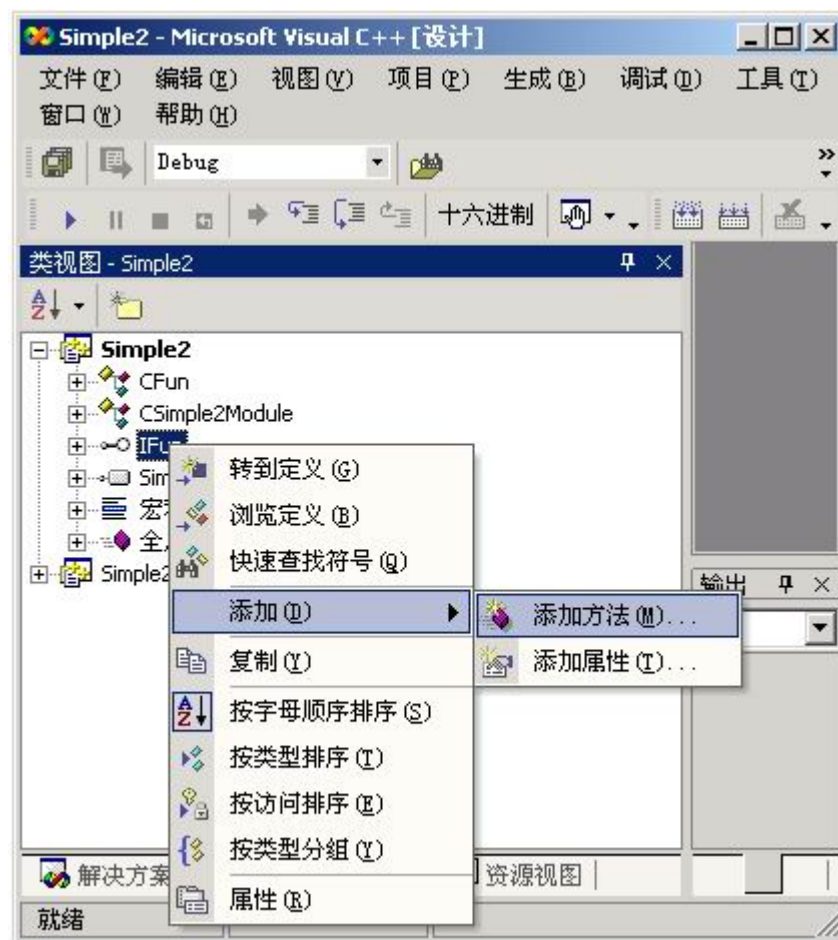 Simple2 - Microsoft Visual C++ [设计]
文件(F) 编辑(E) 视图(V) 项目(P) 生成(B) 调试(D) 工具(T)
窗口(W) 帮助(H)
Debug
十六进制
类视图 - Simple2
Simple2
CFun
CSimple2Module
IFun
Sim
宏
全
Simple2
转到定义(G)
浏览定义(B)
快速查找符号(Q)
添加(D)
复制(Y)
按字母顺序排序(S)
按类型排序(T)
按访问排序(E)
按类型分组(Y)
属性(R)
添加方法(M)...
添加属性(T)...
输出
解决方案
资源视图
就绪